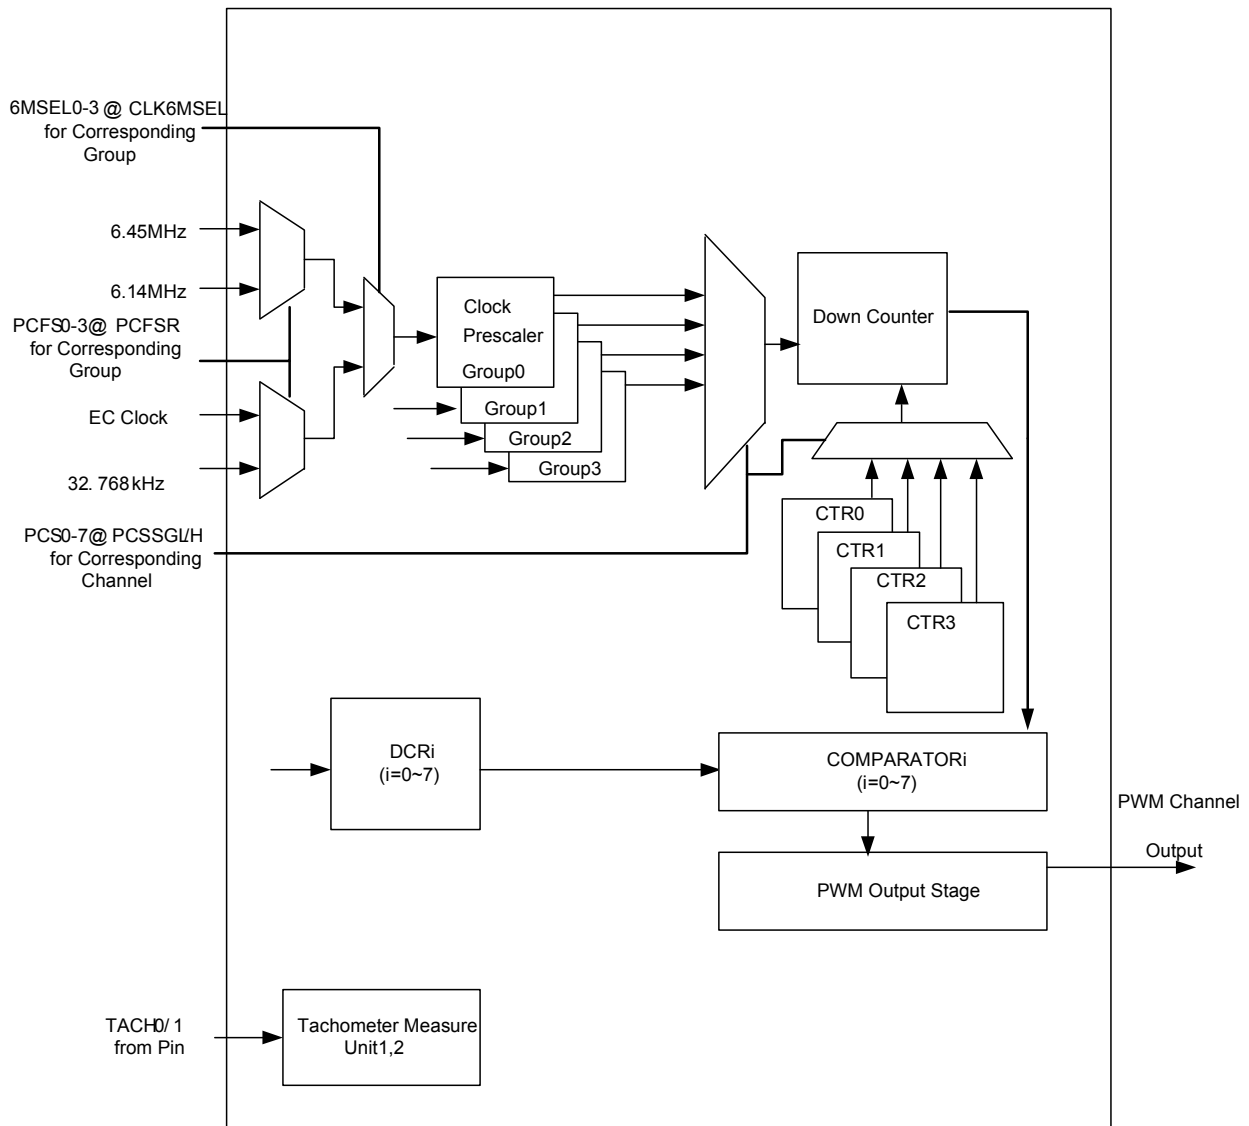 6MSEL0-3 @ CLK6MSEL
for Corresponding
Group
6.45MHz
6.14MHz
PCFS0-3@ PCFSR
for Corresponding
Group
EC Clock
32. 768kHz
PCS0-7@ PCSSGL/H
for Corresponding
Channel
Clock
Prescaler
Group0
Group1
Group2
Group3
Down Counter
CTR0
CTR1
CTR2
CTR3
DCRi
(i=0~7)
COMPARATORi
(i=0~7)
PWM Channel
Output
PWM Output Stage
TACH0/ 1
from Pin
Tachometer Measure
Unit1,2